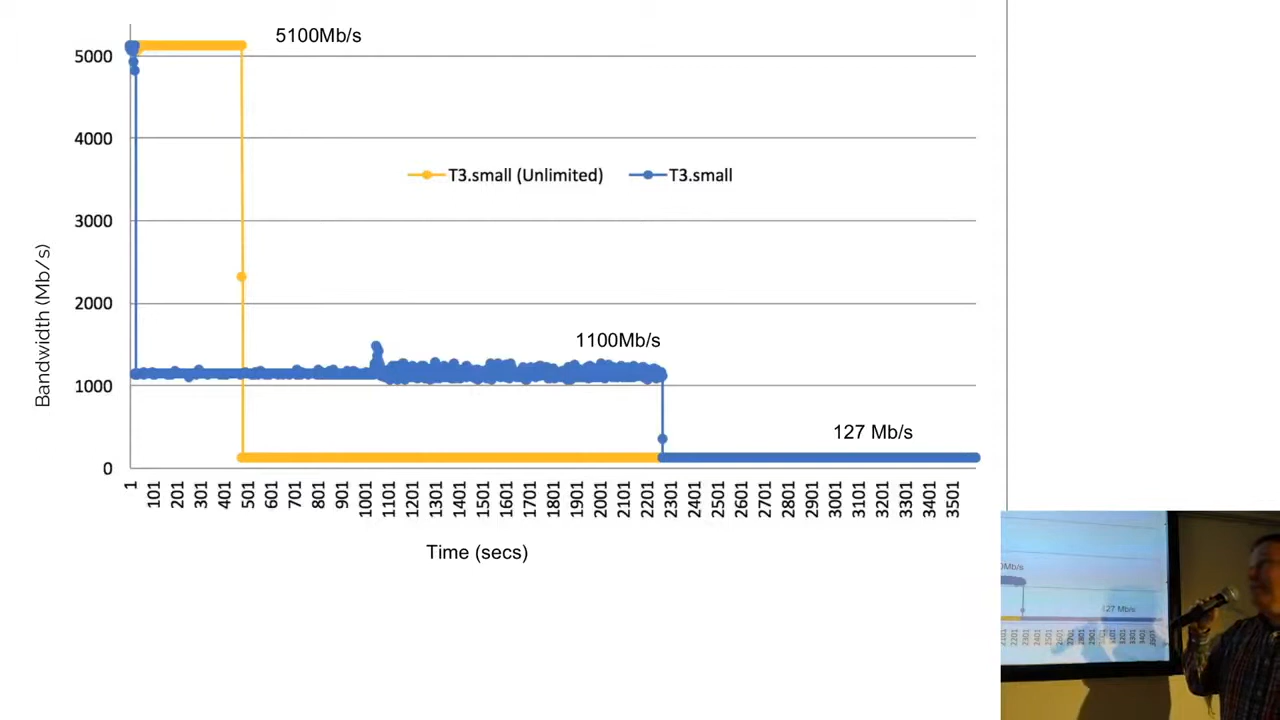 5100Mb/s
5000
4000
T3.small (Unlimited) T3.small
3000
2000
1100Mb/s
1000
127 Mb/s
0
Bandwidth (Mb/s)
1 101 201 301 401 501 601 701 801 901 1001 1101 1201 1301 1401 1501 1601 1701 1801 1901 2001 2101 2201 2301 2401 2501 2601 2701 2801 2901 3001 3101 3201 3301 3401 3501
Time (secs)
127 Mb/s